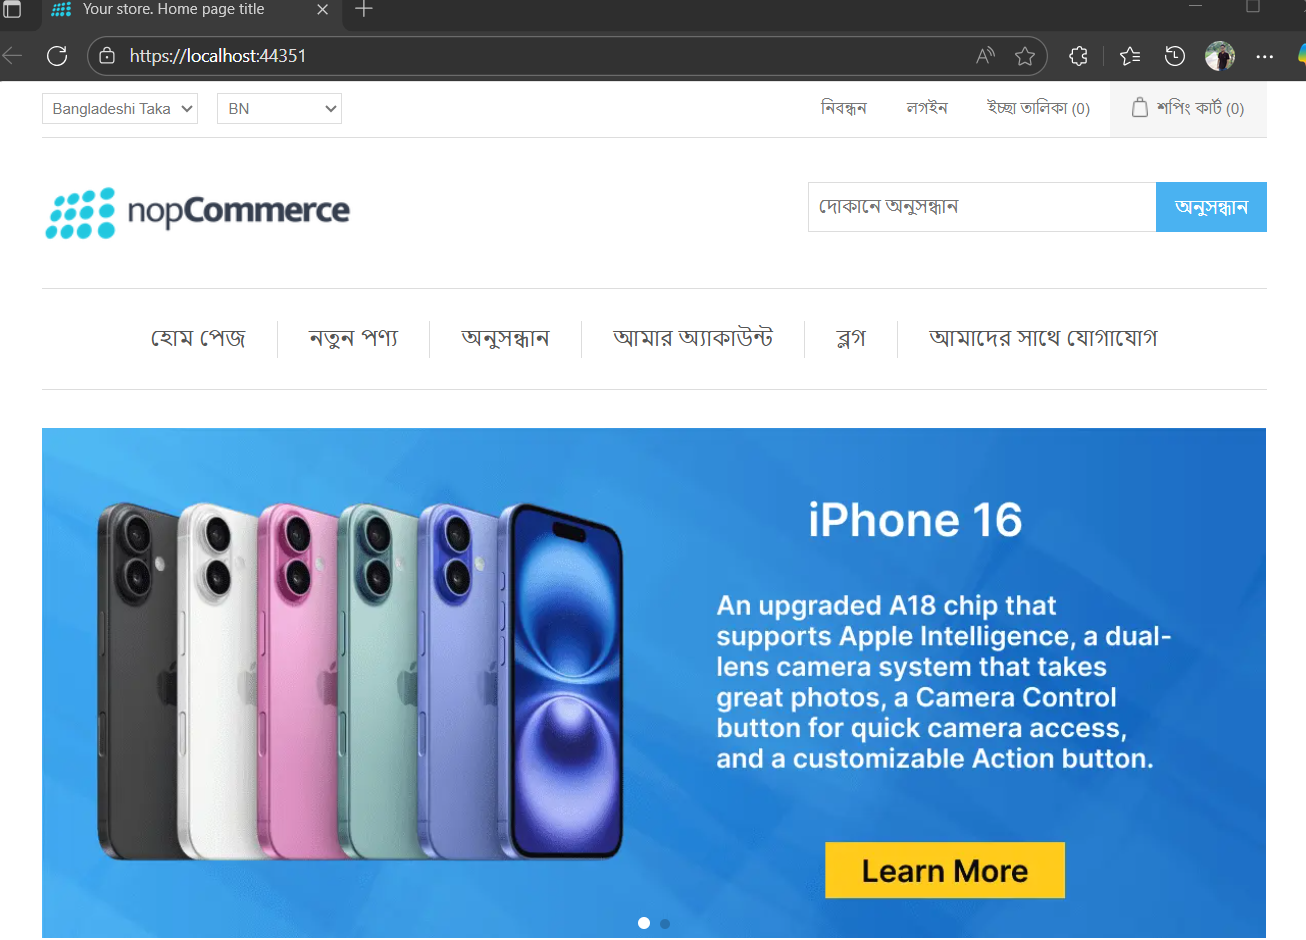 Your store. Home page title
https://localhost:44351
Bangladeshi Taka
BN
নিবন্ধন
লগইন
ইচ্ছা তালিকা (0)
শপিং কার্ট (0)
nopCommerce
দোকানে অনুসন্ধান
অনুসন্ধান
হোম পেজ
নতুন পণ্য
অনুসন্ধান
আমার অ্যাকাউন্ট
ব্লগ
আমাদের সাথে যোগাযোগ
iPhone 16
An upgraded A18 chip that
supports Apple Intelligence, a dual-
lens camera system that takes
great photos, a Camera Control
button for quick camera access,
and a customizable Action button.
Learn More